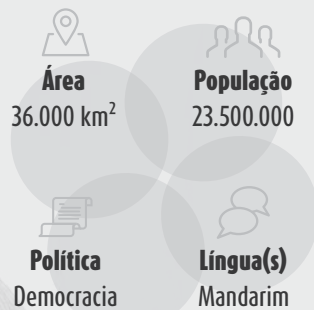 Área
36.000 km²
População
23.500.000
Política
Democracia
Língua(s)
Mandarim